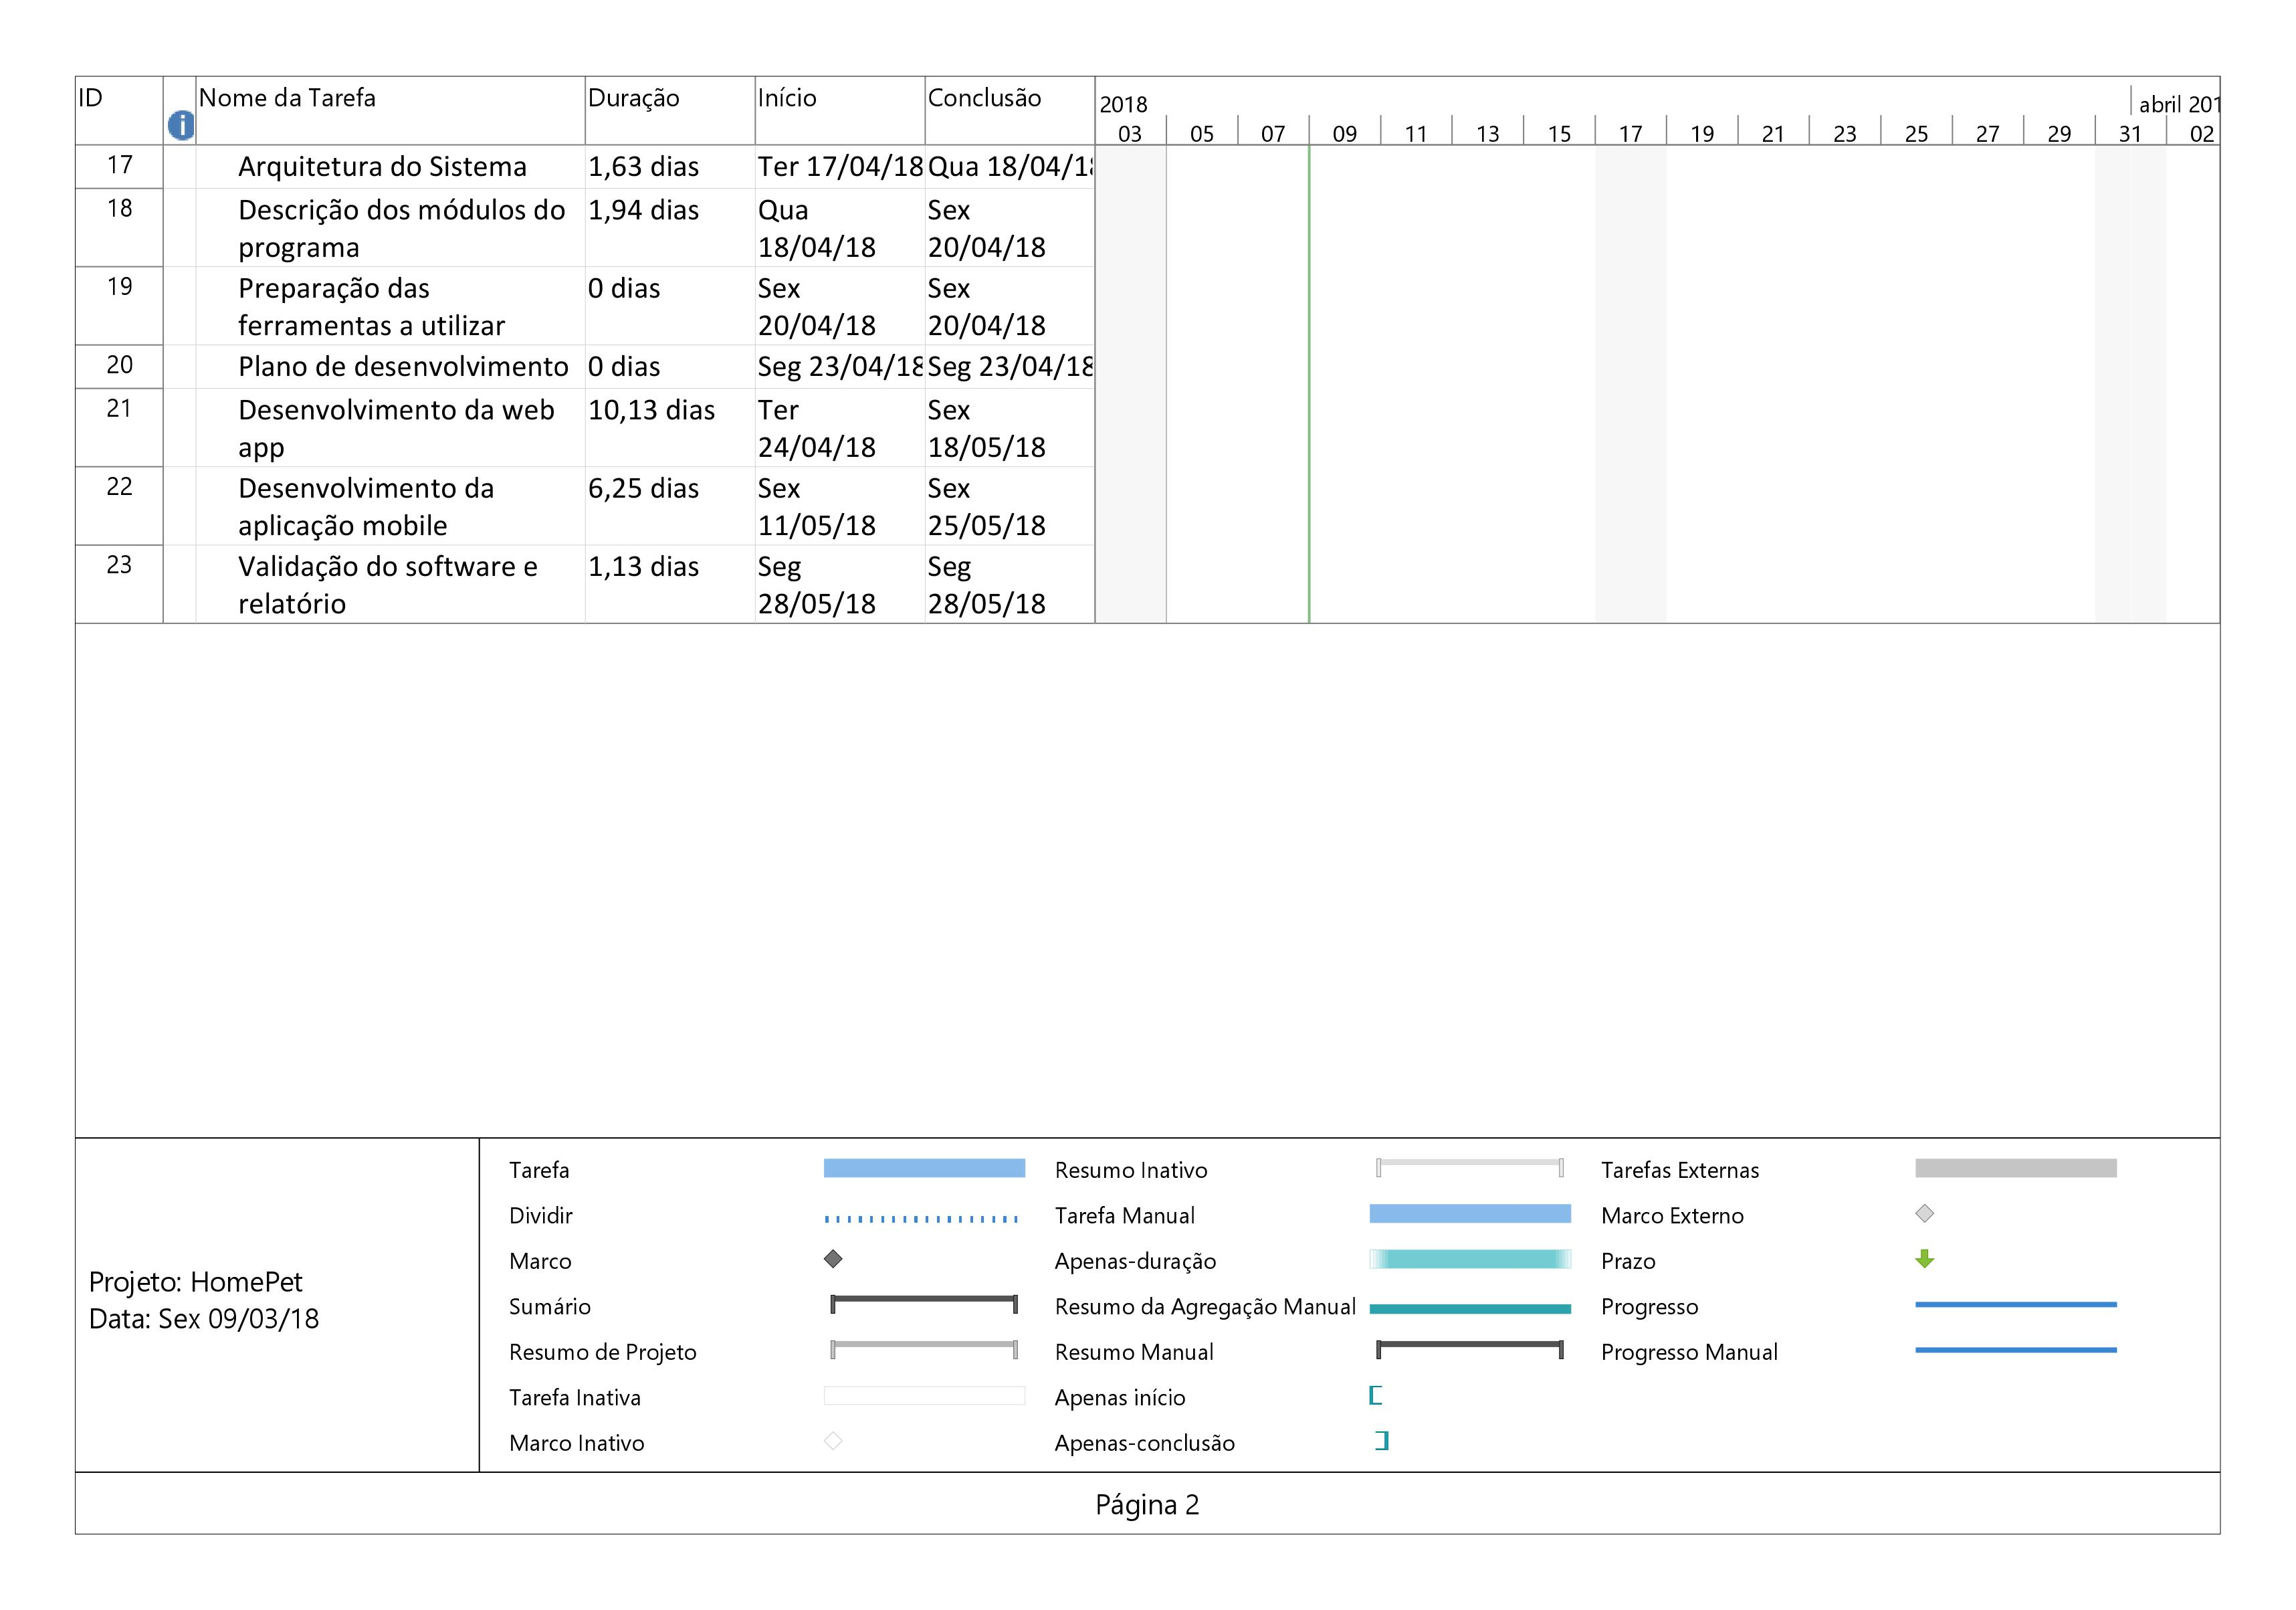 ID Nome da Tarefa Duração Início Conclusão
2018 abril 201
03 05 07 09 11 13 15 17 19 21 23 25 27 29 31 02
17 Arquitetura do Sistema 1,63 dias Ter 17/04/18 Qua 18/04/18
18 Descrição dos módulos do 1,94 dias Qua Sex
programa 18/04/18 20/04/18
19 Preparação das 0 dias Sex Sex
ferramentas a utilizar 20/04/18 20/04/18
20 Plano de desenvolvimento 0 dias Seg 23/04/18 Seg 23/04/18
21 Desenvolvimento da web 10,13 dias Ter Sex
app 24/04/18 18/05/18
22 Desenvolvimento da 6,25 dias Sex Sex
aplicação mobile 11/05/18 25/05/18
23 Validação do software e 1,13 dias Seg Seg
relatório 28/05/18 28/05/18
Projeto: HomePet
Data: Sex 09/03/18
Tarefa
Dividir
Marco
Sumário
Resumo de Projeto
Tarefa Inativa
Marco Inativo
Resumo Inativo
Tarefa Manual
Apenas-duração
Resumo da Agregação Manual
Resumo Manual
Apenas início
Apenas-conclusão
Tarefas Externas
Marco Externo
Prazo
Progresso
Progresso Manual
Página 2